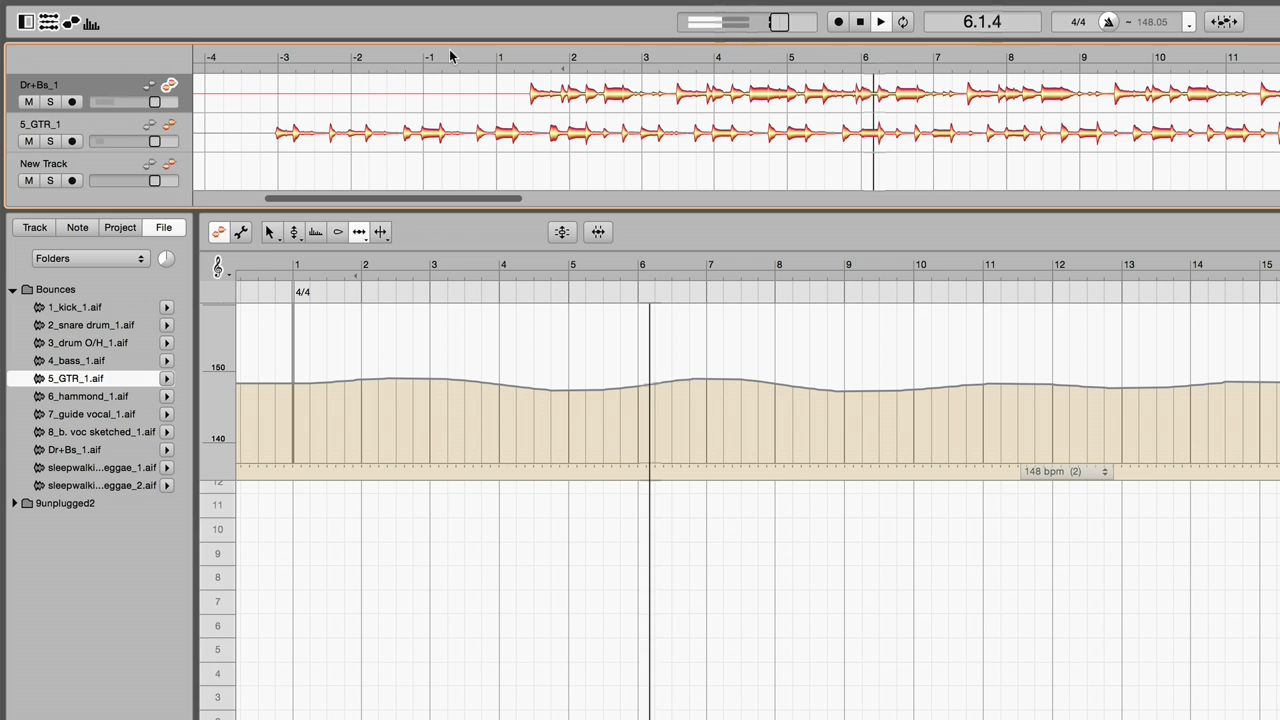 6.1.4
4/4 ~ 148.05
-4 -3 -2 -1 1 2 3 4 5 6 7 8 9 10 11
Dr+Bs_1
M S
5_GTR_1
M S
New Track
M S
Track Note Project File
Folders
1 2 3 4 5 6 7 8 9 10 11 12 13 14 15
Bounces
4/4
1_kick_1.aif
2_snare drum_1.aif
3_drum O/H_1.aif
4_bass_1.aif
150
5_GTR_1.aif
6_hammond_1.aif
7_guide vocal_1.aif
8_b. voc sketched_1.aif
140
Dr+Bs_1.aif
sleepwalki...eggae_1.aif
148 bpm (2)
sleepwalki...eggae_2.aif
12
9unplugged2
11
10
9
8
7
6
5
4
3